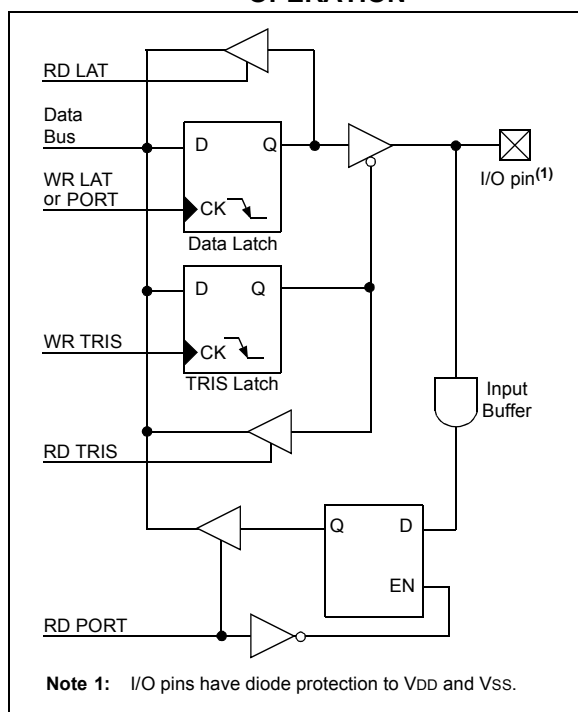 OPERATION
RD LAT
Data
Bus
D Q
WR LAT
or PORT
CK
Data Latch
I/O pin(1)
D Q
WR TRIS
CK
TRIS Latch
Input
Buffer
RD TRIS
Q D
EN
RD PORT
Note 1: I/O pins have diode protection to VDD and VSS.